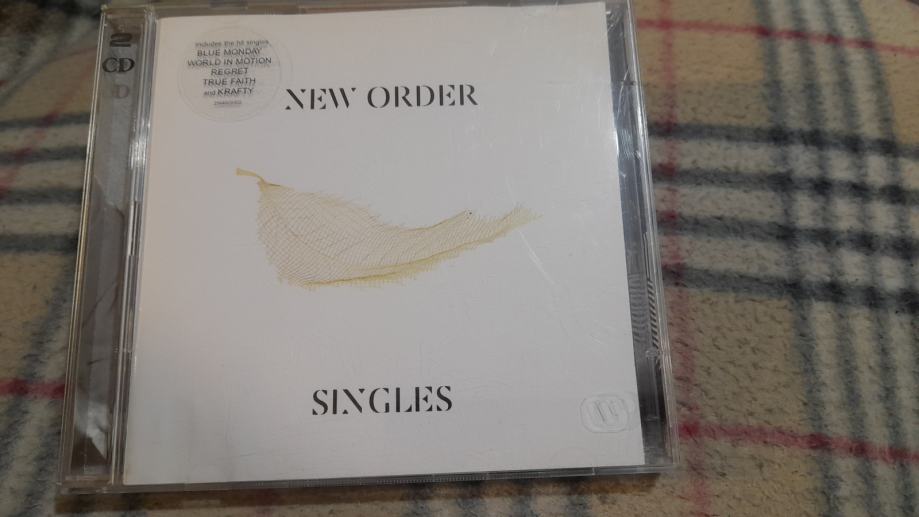 2
CD
includes the hit singles
BLUE MONDAY
WORLD IN MOTION
REGRET
TRUE FAITH
and KRAFTY
NEW ORDER
SINGLES